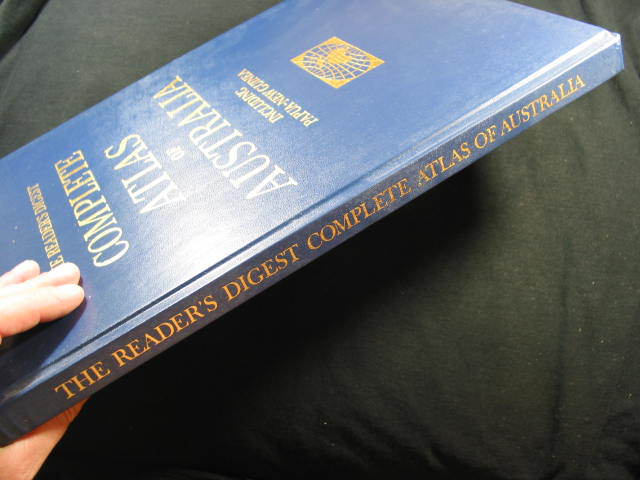 THE READER'S DIGEST
COMPLETE
ATLAS
OF
AUSTRALIA
INCLUDING
PAPUA-NEW GUINEA
THE READER'S DIGEST COMPLETE ATLAS OF AUSTRALIA